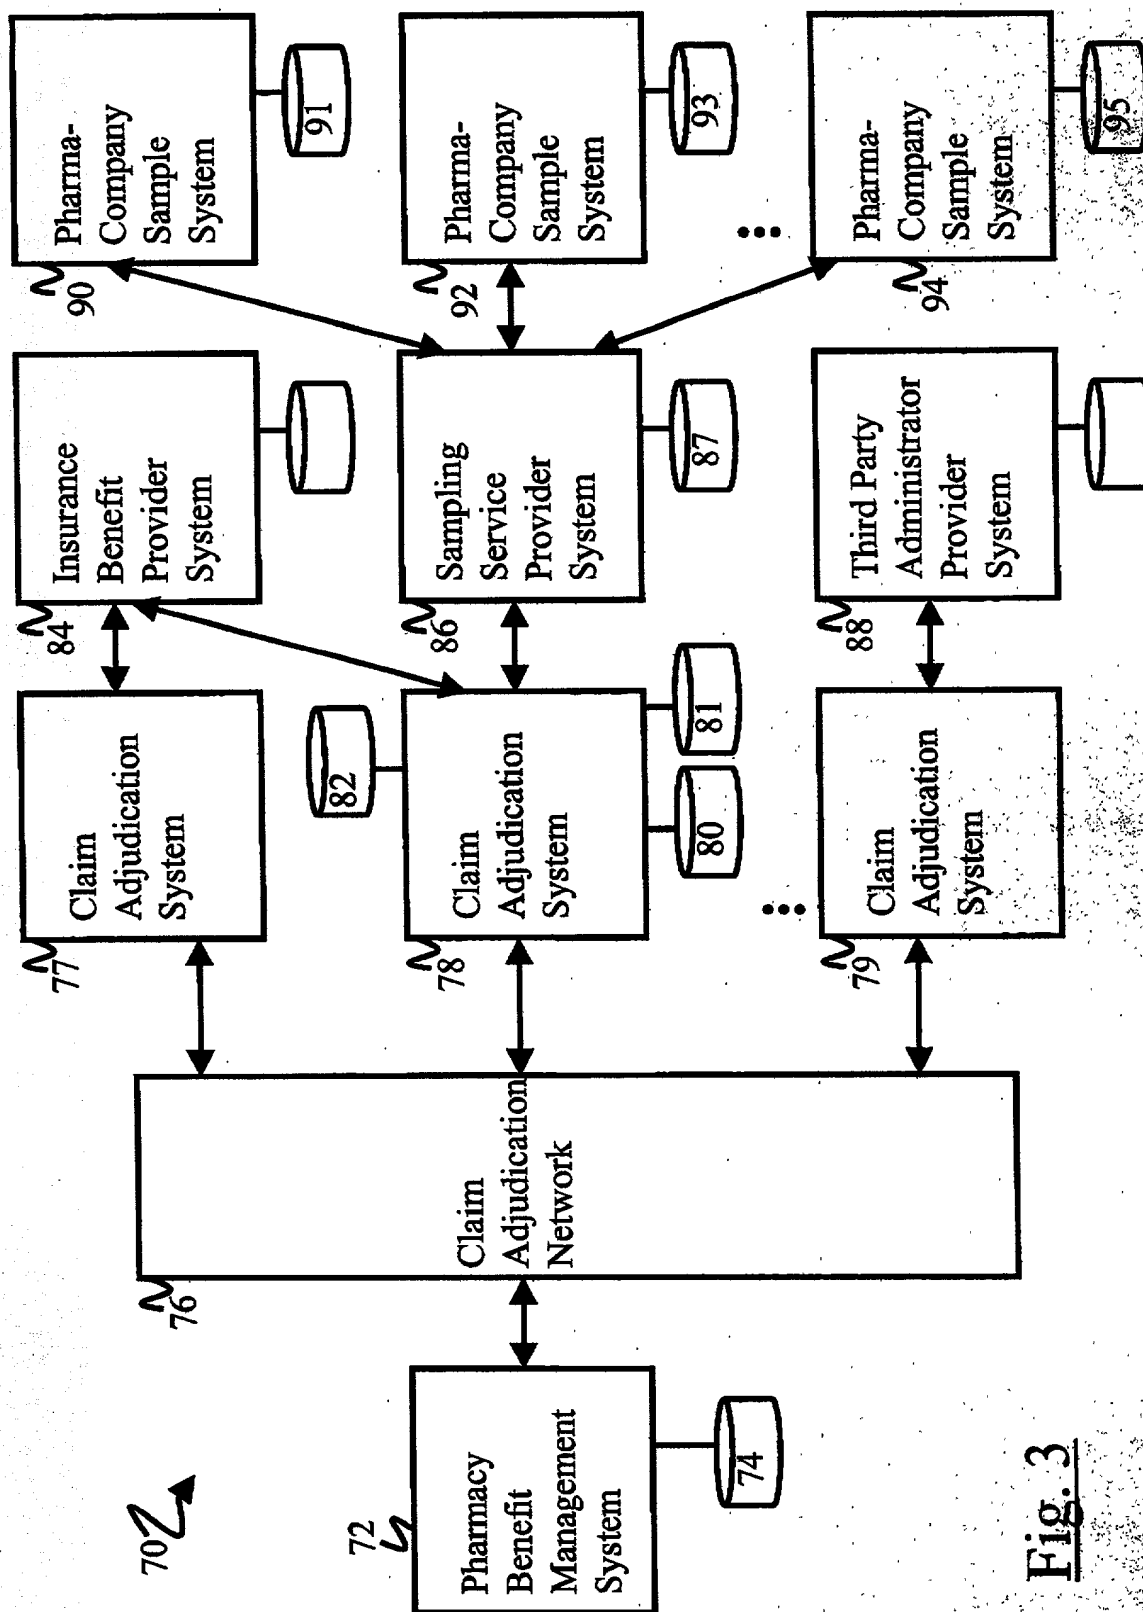 70
72
Pharmacy
Benefit
Management
System
74
76
Claim
Adjudication
Network
77
Claim
Adjudication
System
82
78
Claim
Adjudication
System
80
81
79
Claim
Adjudication
System
84
Insurance
Benefit
Provider
System
86
Sampling
Service
Provider
System
87
88
Third Party
Administrator
Provider
System
90
Pharma-
Company
Sample
System
91
92
Pharma-
Company
Sample
System
93
94
Pharma-
Company
Sample
System
95
Fig. 3